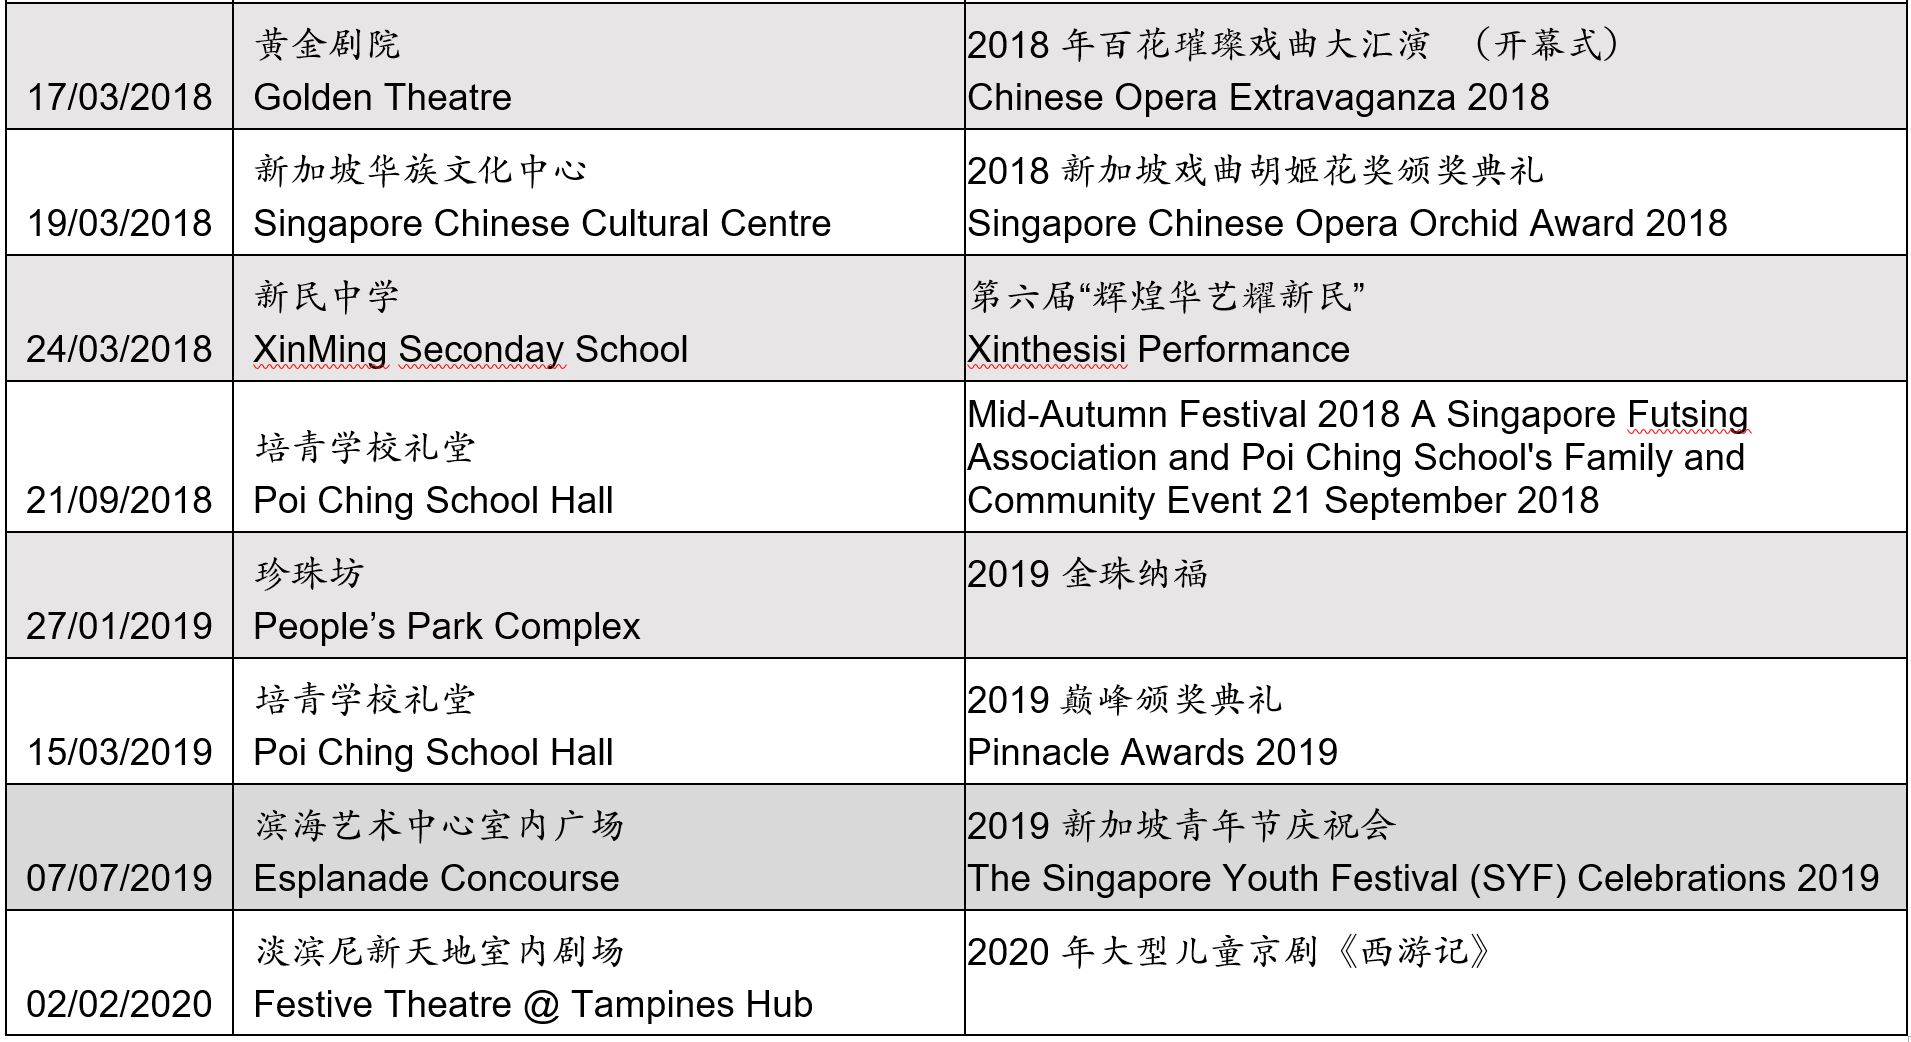 17/03/2018
黄金剧院
Golden Theatre
2018 年百花璀璨戏曲大汇演 （开幕式）
Chinese Opera Extravaganza 2018
19/03/2018
新加坡华族文化中心
Singapore Chinese Cultural Centre
2018 新加坡戏曲胡姬花奖颁奖典礼
Singapore Chinese Opera Orchid Award 2018
24/03/2018
新民中学
XinMing Seconday School
第六届“辉煌华艺耀新民”
Xinthesisi Performance
21/09/2018
培青学校礼堂
Poi Ching School Hall
Mid-Autumn Festival 2018 A Singapore Futsing
Association and Poi Ching School's Family and
Community Event 21 September 2018
27/01/2019
珍珠坊
People’s Park Complex
2019 金珠纳福
15/03/2019
培青学校礼堂
Poi Ching School Hall
2019 巅峰颁奖典礼
Pinnacle Awards 2019
07/07/2019
滨海艺术中心室内广场
Esplanade Concourse
2019 新加坡青年节庆祝会
The Singapore Youth Festival (SYF) Celebrations 2019
02/02/2020
淡滨尼新天地室内剧场
Festive Theatre @ Tampines Hub
2020 年大型儿童京剧《西游记》